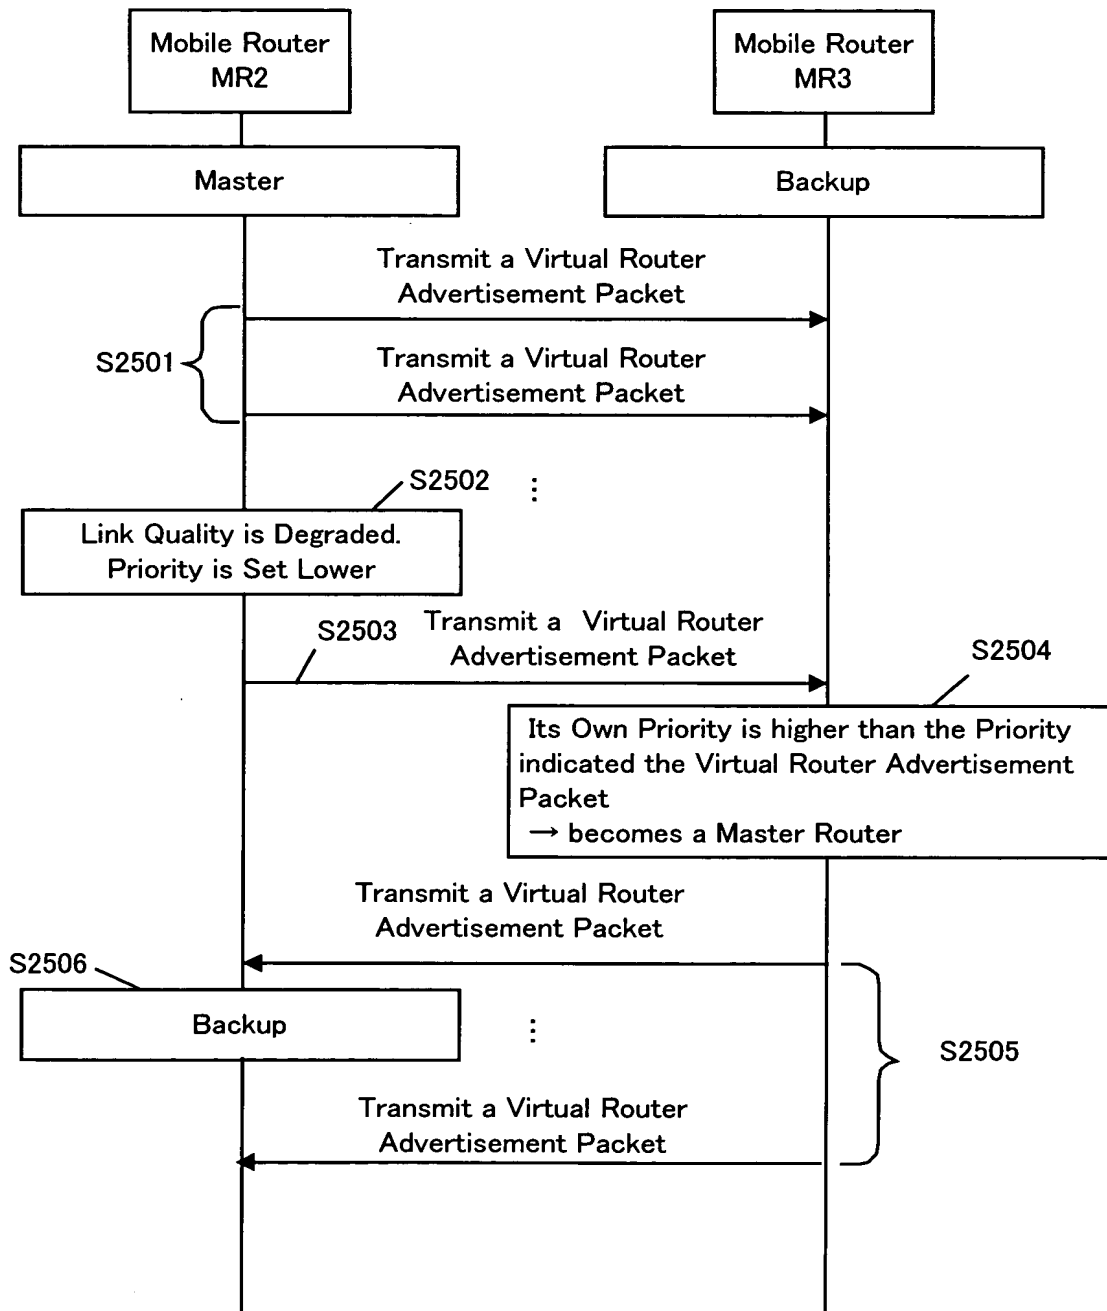 Mobile Router
MR2
Mobile Router
MR3
Master
Backup
Transmit a Virtual Router
Advertisement Packet
S2501
Transmit a Virtual Router
Advertisement Packet
S2502
⋮
Link Quality is Degraded.
Priority is Set Lower
S2503
Transmit a Virtual Router
Advertisement Packet
S2504
Its Own Priority is higher than the Priority
indicated the Virtual Router Advertisement
Packet
→ becomes a Master Router
Transmit a Virtual Router
Advertisement Packet
S2506
Backup
⋮
S2505
Transmit a Virtual Router
Advertisement Packet